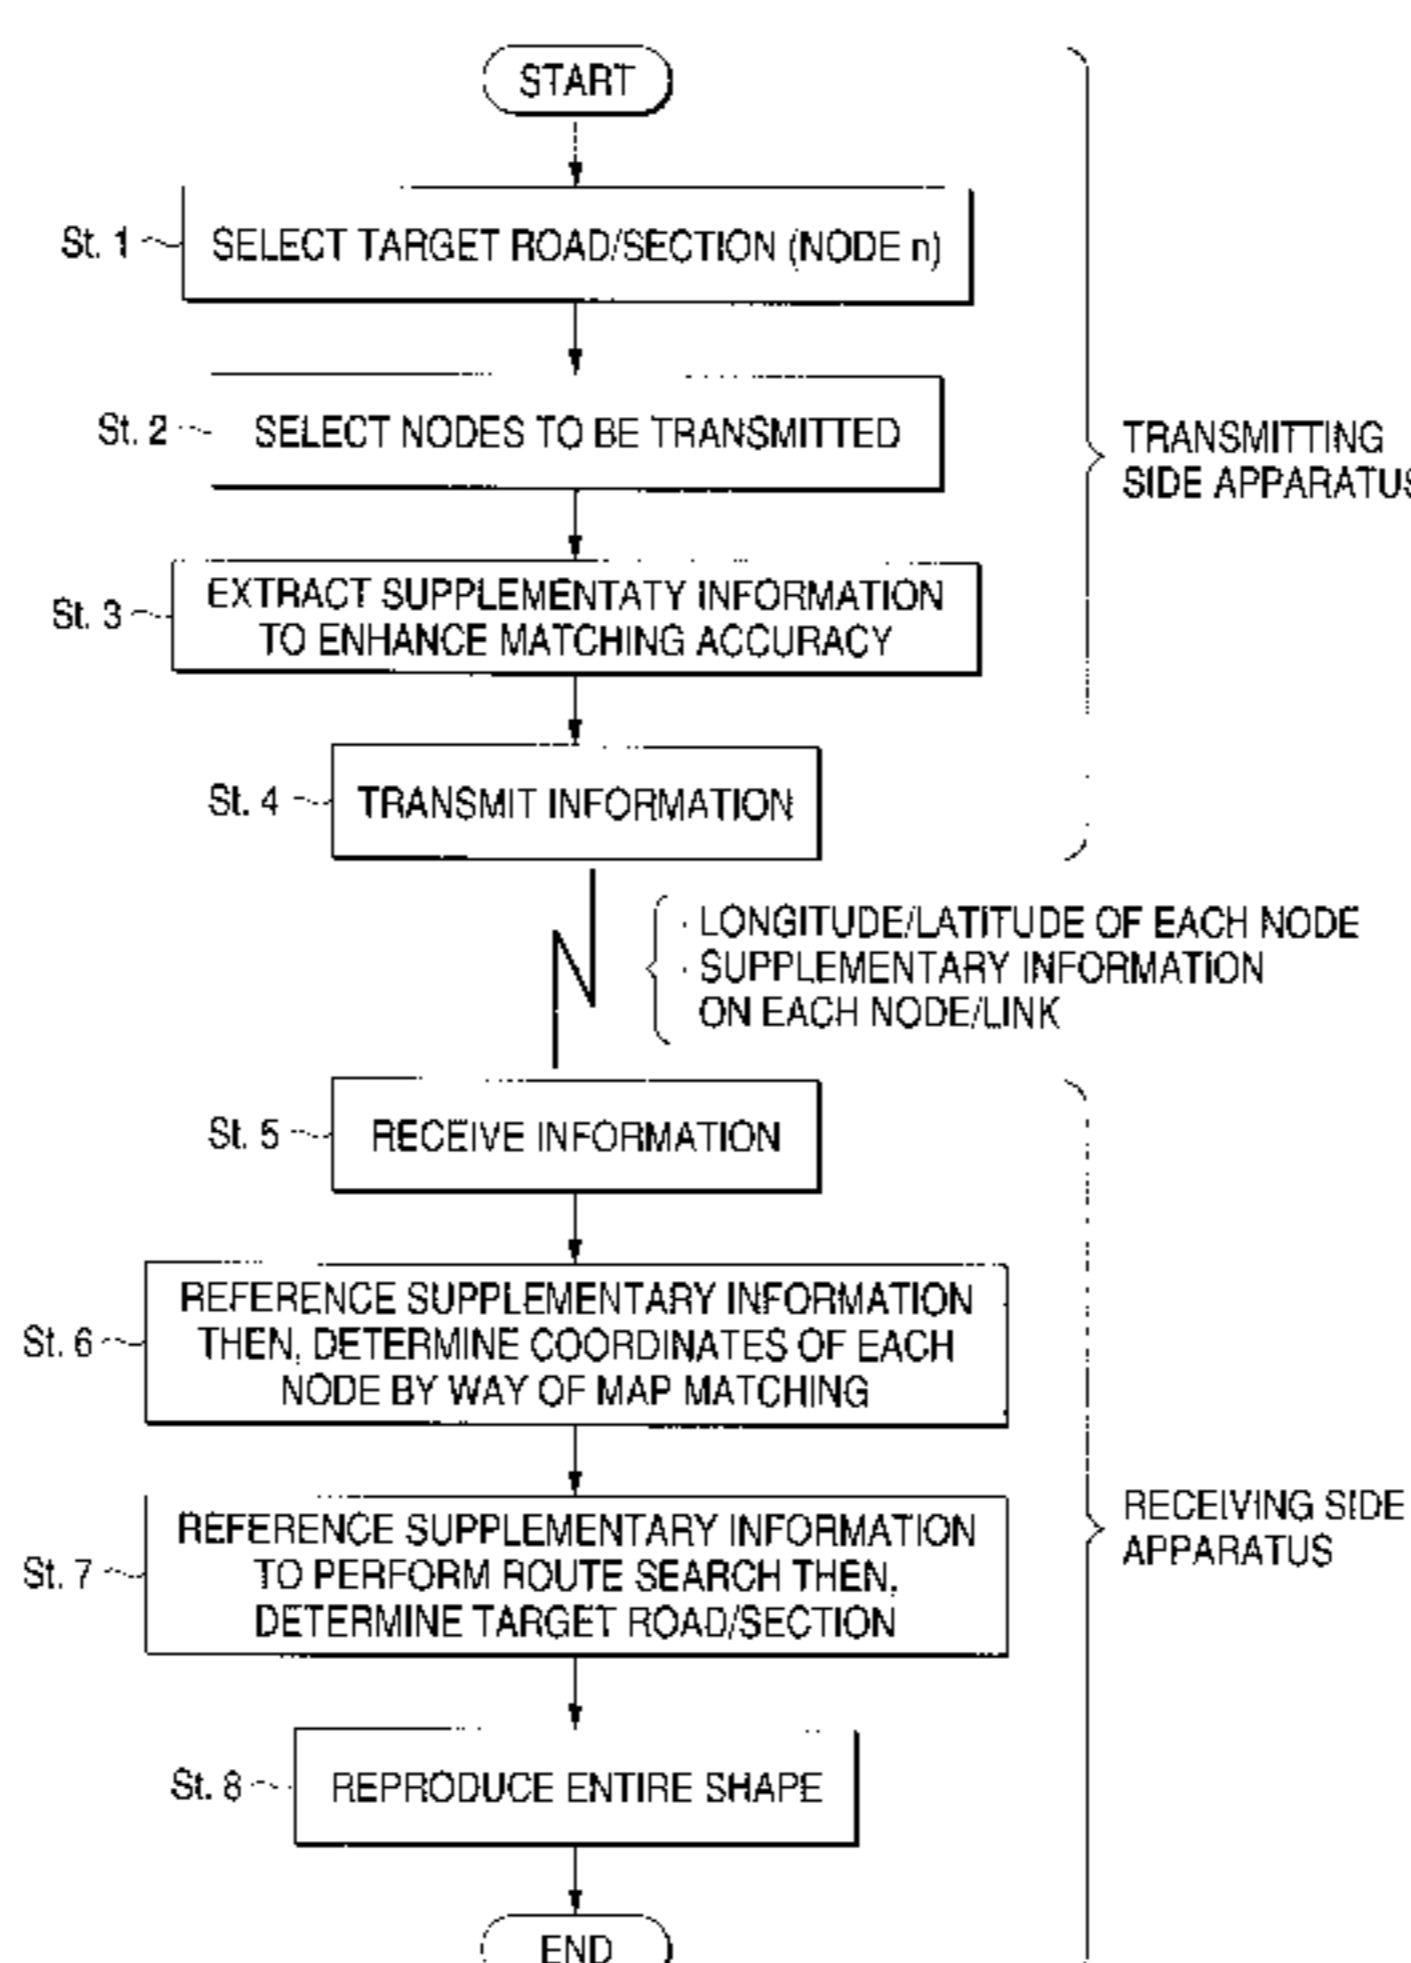 START
St. 1
SELECT TARGET ROAD/SECTION (NODE n)
St. 2
SELECT NODES TO BE TRANSMITTED
TRANSMITTING
SIDE APPARATUS
St. 3
EXTRACT SUPPLEMENTATY INFORMATION
TO ENHANCE MATCHING ACCURACY
St. 4
TRANSMIT INFORMATION
· LONGITUDE/LATITUDE OF EACH NODE
· SUPPLEMENTARY INFORMATION
ON EACH NODE/LINK
St. 5
RECEIVE INFORMATION
St. 6
REFERENCE SUPPLEMENTARY INFORMATION
THEN, DETERMINE COORDINATES OF EACH
NODE BY WAY OF MAP MATCHING
St. 7
REFERENCE SUPPLEMENTARY INFORMATION
TO PERFORM ROUTE SEARCH THEN,
DETERMINE TARGET ROAD/SECTION
RECEIVING SIDE
APPARATUS
St. 8
REPRODUCE ENTIRE SHAPE
END